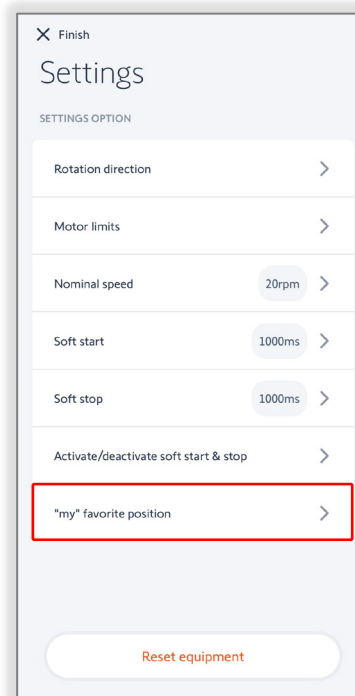 Finish
Settings
SETTINGS OPTION
Rotation direction
Motor limits
Nominal speed 20rpm
Soft start 1000ms
Soft stop 1000ms
Activate/deactivate soft start & stop
"my" favorite position
Reset equipment